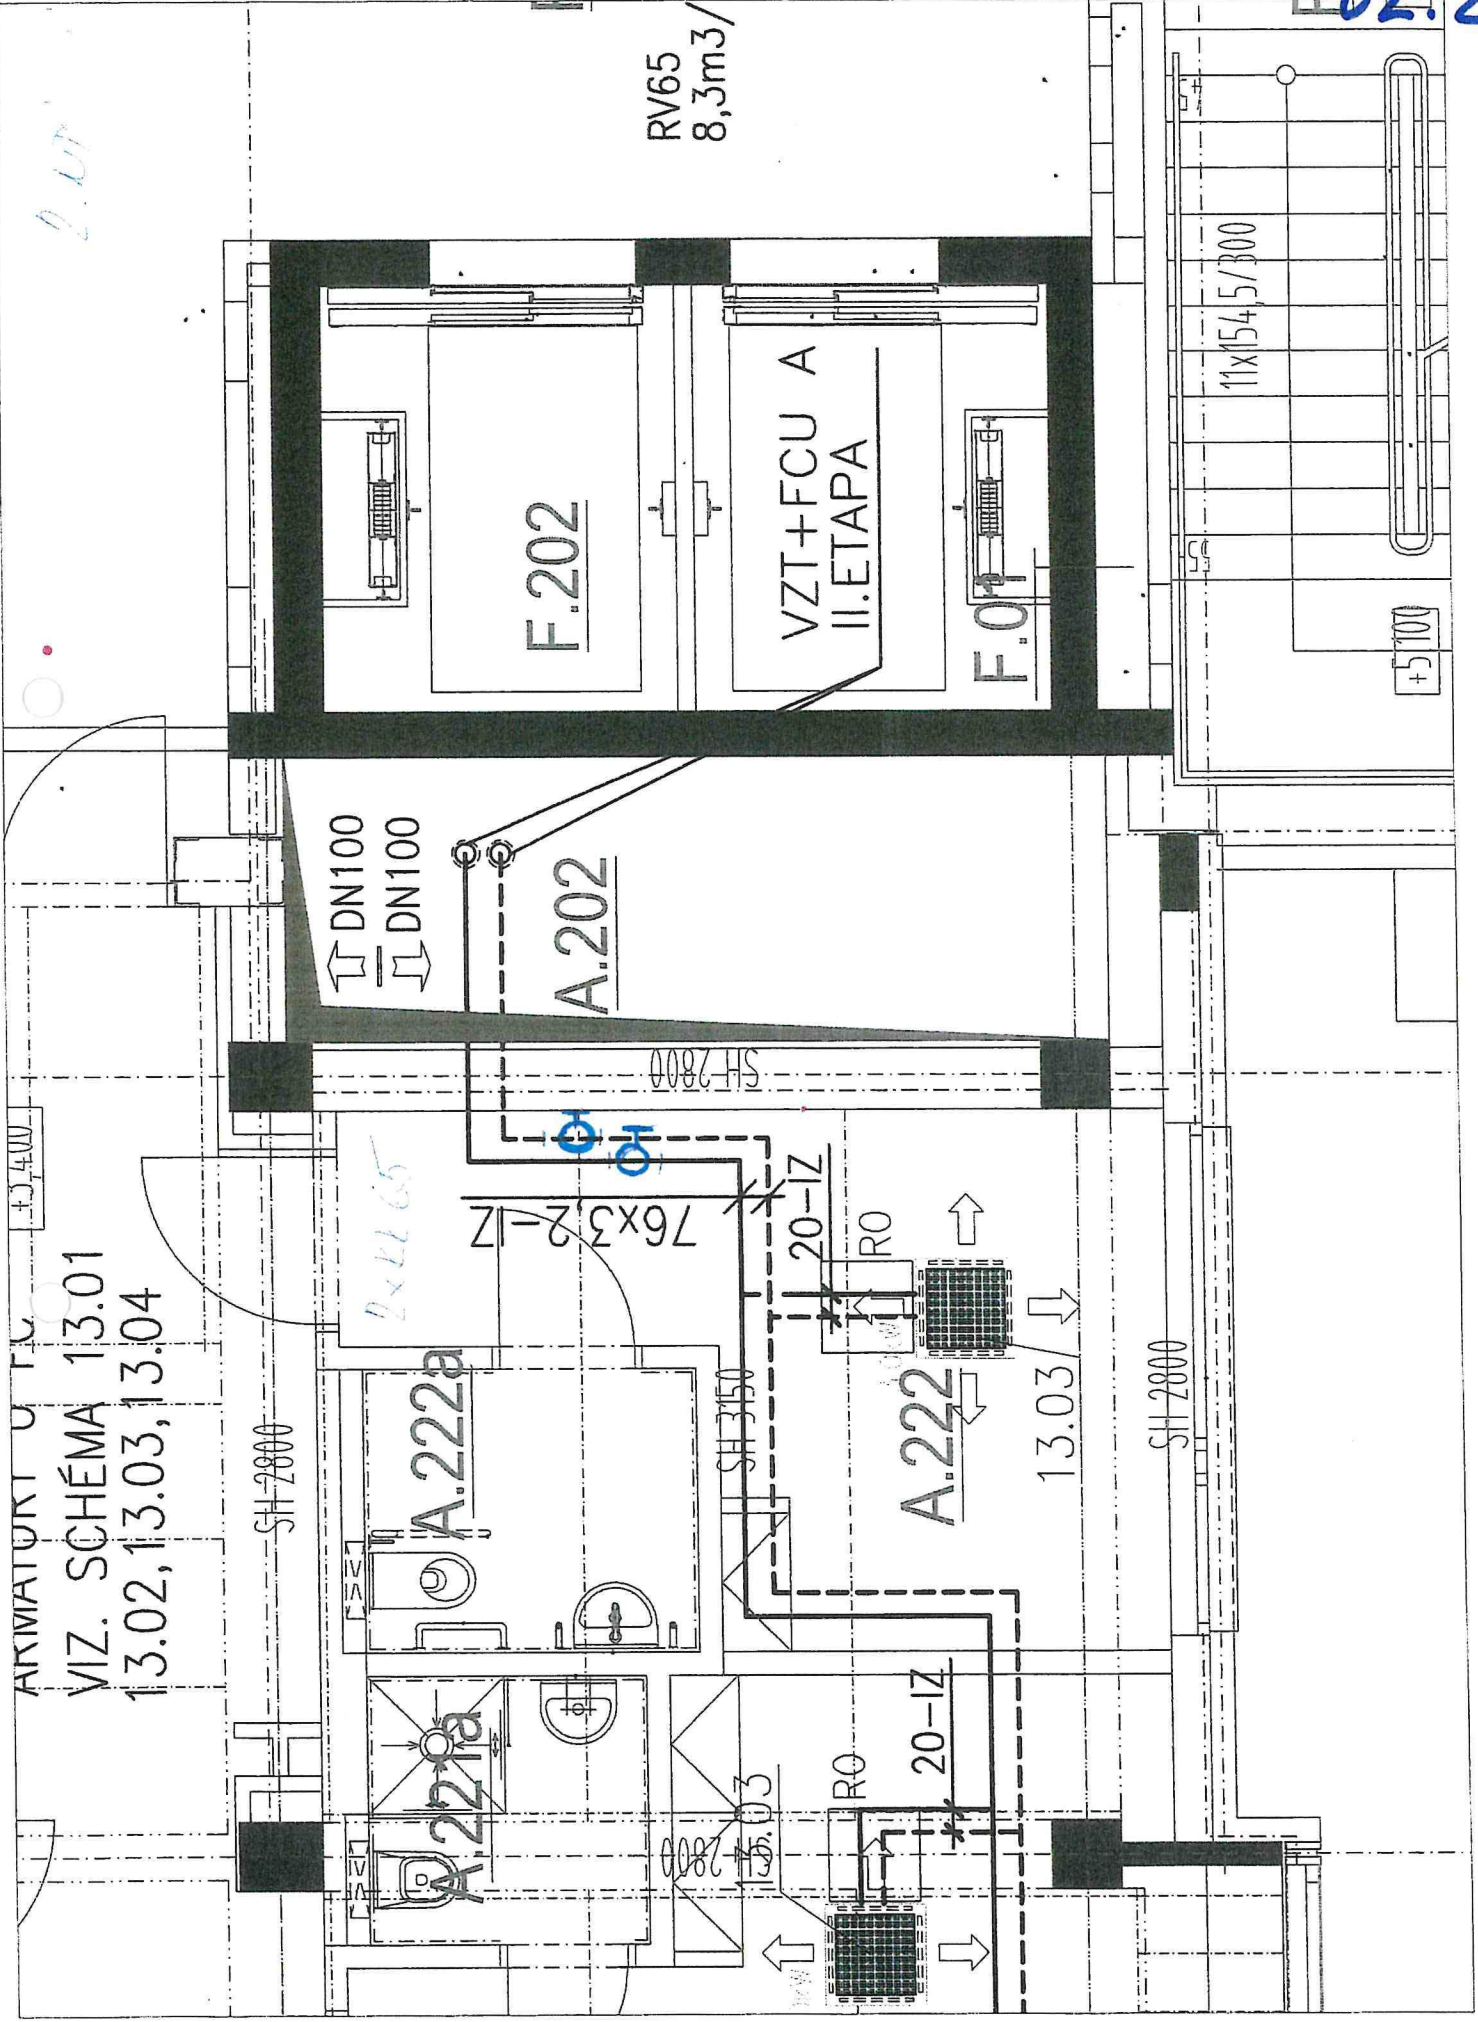 RV65
8,3m3/
11x154,5/300
+5,100
F.202
VZT+FCU A
II.ETAPA
F.01
DN100
DN100
A.202
SH 2800
76x3,2-IZ
20-IZ
RO
A.222
13.03
SH 2800
SH 3150
A.222a
SH 2800
VIZ. SCHÉMA 13.01
13.02,13.03,13.04
+5,400
A.221a
2800
13.03
RO
20-IZ